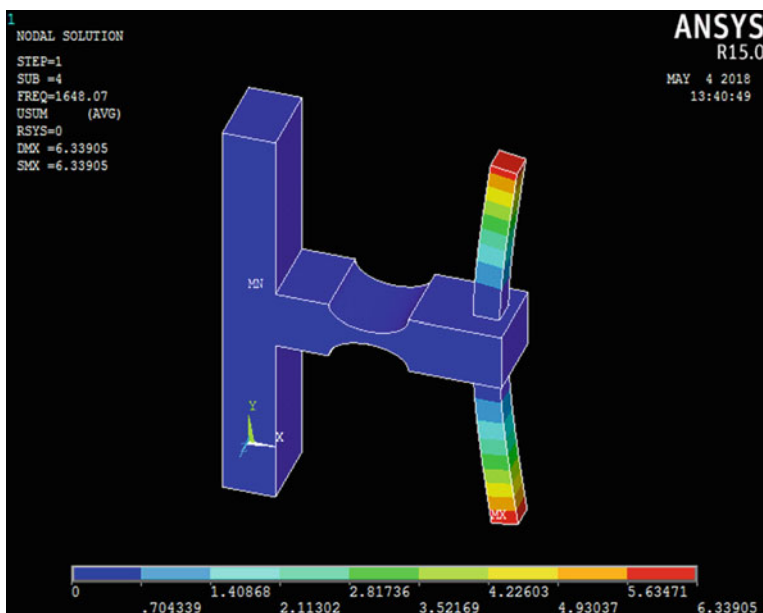 1
NODAL SOLUTION
STEP=1
SUB =4
FREQ=1648.07
USUM (AVG)
RSYS=0
DMX =6.33905
SMX =6.33905
ANSYS
R15.0
MAY 4 2018
13:40:49
MN
Y
X
Z
MX
0 1.40868 2.81736 4.22603 5.63471
.704339 2.11302 3.52169 4.93037 6.33905